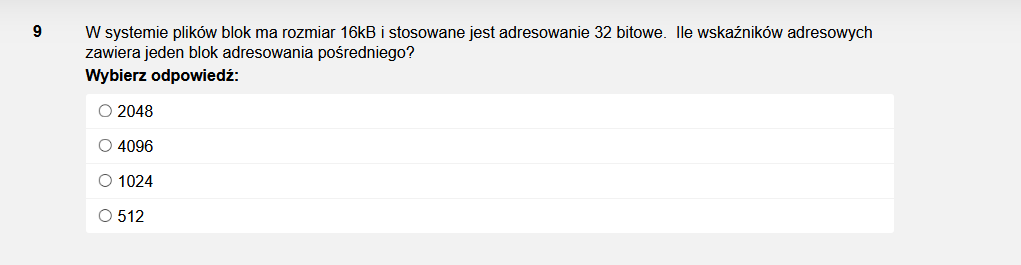 9 W systemie plików blok ma rozmiar 16kB i stosowane jest adresowanie 32 bitowe. Ile wskaźników adresowych
zawiera jeden blok adresowania pośredniego?
Wybierz odpowiedź:
2048
4096
1024
512